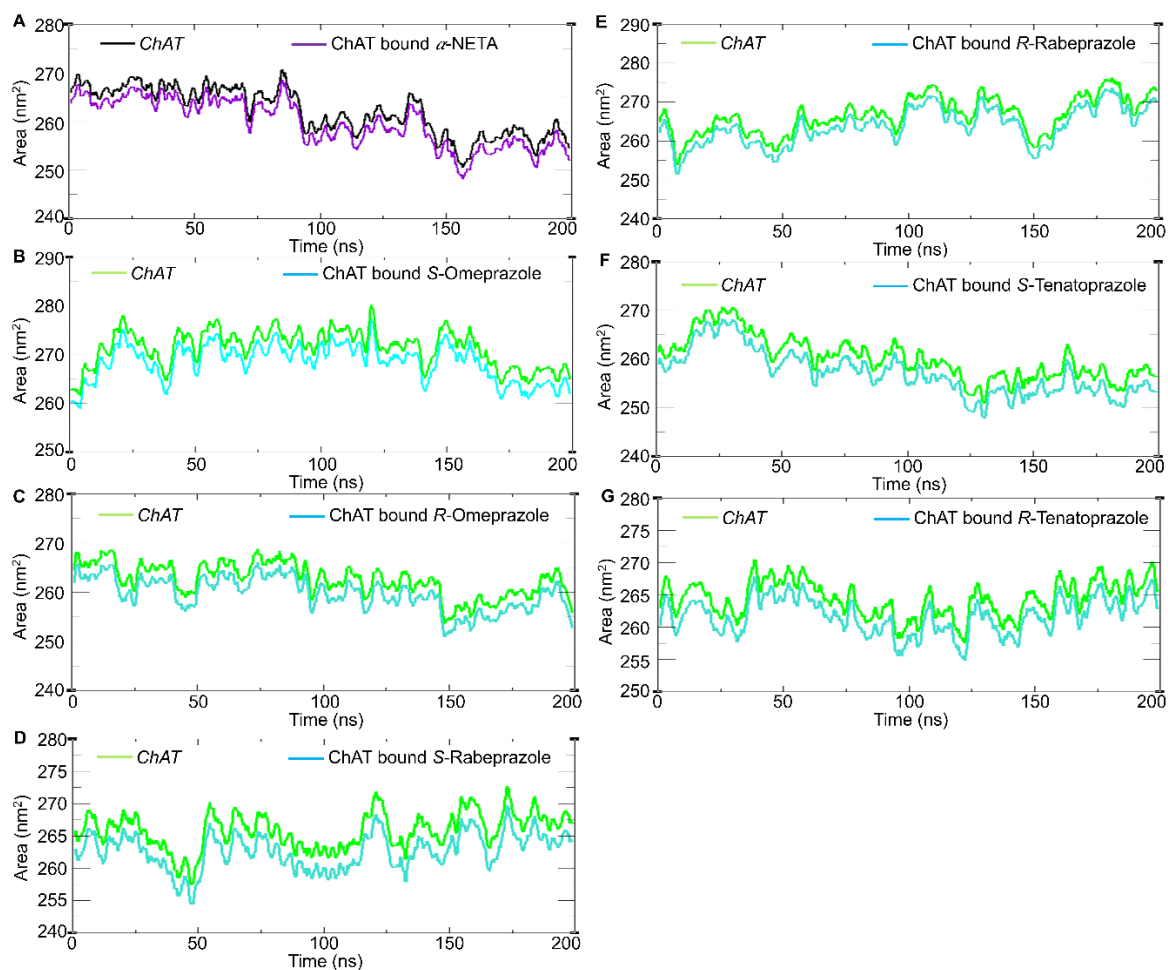 A
280
270
260
250
240
Area (nm²)
ChAT
ChAT bound α-NETA
0
50
100
150
200
Time (ns)
B
290
280
270
260
250
Area (nm²)
ChAT
ChAT bound S-Omeprazole
0
50
100
150
200
Time (ns)
C
280
270
260
250
240
Area (nm²)
ChAT
ChAT bound R-Omeprazole
0
50
100
150
200
Time (ns)
D
280
275
270
265
260
255
240
Area (nm²)
ChAT
ChAT bound S-Rabeprazole
0
50
100
150
200
Time (ns)
E
290
280
270
260
250
240
Area (nm²)
ChAT
ChAT bound R-Rabeprazole
0
50
100
150
200
Time (ns)
F
280
270
260
250
240
Area (nm²)
ChAT
ChAT bound S-Tenatoprazole
0
50
100
150
200
Time (ns)
G
280
275
270
265
260
255
250
Area (nm²)
ChAT
ChAT bound R-Tenatoprazole
0
50
100
150
200
Time (ns)